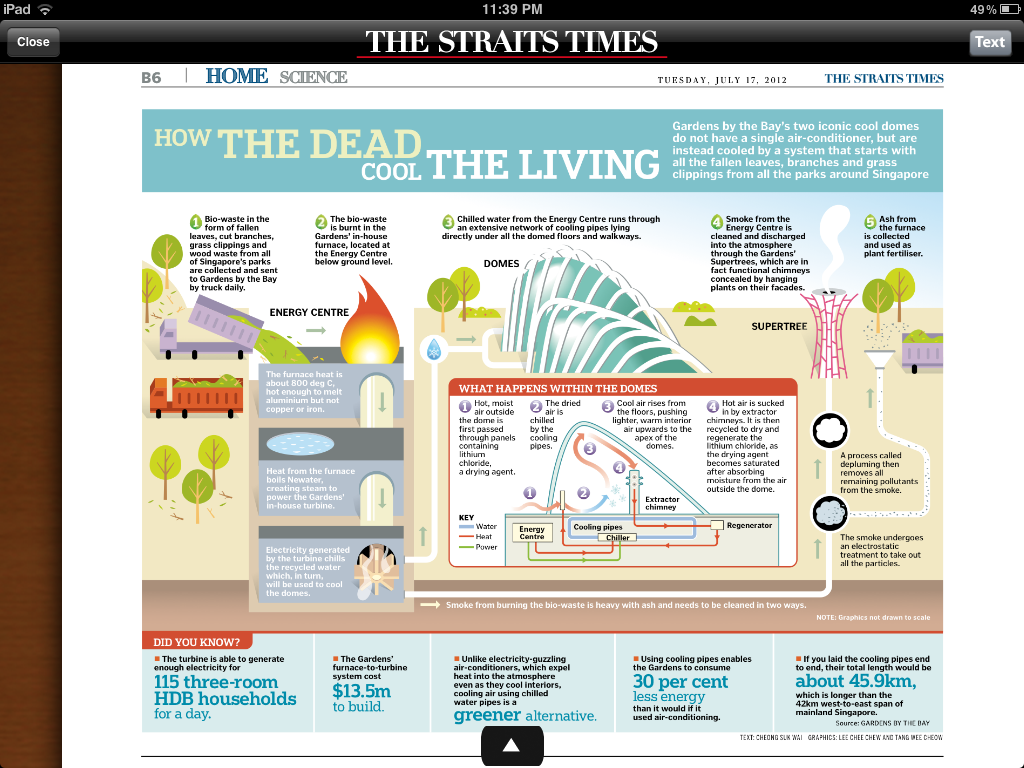 iPad
11:39 PM
49%
Close
THE STRAITS TIMES
Text
B6
HOME SCIENCE
TUESDAY, JULY 17, 2012
THE STRAITS TIMES
HOW THE DEAD
COOL THE LIVING
Gardens by the Bay's two iconic cool domes
do not have a single air-conditioner, but are
instead cooled by a system that starts with
all the fallen leaves, branches and grass
clippings from all the parks around Singapore
1 Bio-waste in the
form of fallen
leaves, cut branches,
grass clippings and
wood waste from all
of Singapore's parks
are collected and sent
to Gardens by the Bay
by truck daily.
2 The bio-waste
is burnt in the
Gardens' in-house
furnace, located at
the Energy Centre
below ground level.
3 Chilled water from the Energy Centre runs through
an extensive network of cooling pipes lying
directly under all the domed floors and walkways.
4 Smoke from the
Energy Centre is
cleaned and discharged
into the atmosphere
through the Gardens'
Supertrees, which are in
fact functional chimneys
concealed by hanging
plants on their facades.
5 Ash from
the furnace
is collected
and used as
plant fertiliser.
DOMES
ENERGY CENTRE
SUPERTREE
The furnace heat is
about 800 deg C,
hot enough to melt
aluminium but not
copper or iron.
Heat from the furnace
boils Newater,
creating steam to
power the Gardens'
in-house turbine.
Electricity generated
by the turbine chills
the recycled water
which, in turn,
will be used to cool
the domes.
WHAT HAPPENS WITHIN THE DOMES
1 Hot, moist
air outside
the dome is
first passed
through panels
containing
lithium
chloride,
a drying agent.
2 The dried
air is
chilled
by the
cooling
pipes.
3 Cool air rises from
the floors, pushing
lighter, warm interior
air upwards to the
apex of the
domes.
4 Hot air is sucked
in by extractor
chimneys. It is then
recycled to dry and
regenerate the
lithium chloride, as
the drying agent
becomes saturated
after absorbing
moisture from the air
outside the dome.
3
4
1
2
Extractor
chimney
KEY
Water
Heat
Power
Energy
Centre
Cooling pipes
Chiller
Regenerator
A process called
depluming then
removes all
remaining pollutants
from the smoke.
The smoke undergoes
an electrostatic
treatment to take out
all the particles.
Smoke from burning the bio-waste is heavy with ash and needs to be cleaned in two ways.
NOTE: Graphics not drawn to scale
DID YOU KNOW?
The turbine is able to generate
enough electricity for
115 three-room
HDB households
for a day.
The Gardens'
furnace-to-turbine
system cost
$13.5m
to build.
Unlike electricity-guzzling
air-conditioners, which expel
heat into the atmosphere
even as they cool interiors,
cooling air using chilled
water pipes is a
greener alternative.
Using cooling pipes enables
the Gardens to consume
30 per cent
less energy
than it would if it
used air-conditioning.
If you laid the cooling pipes end
to end, their total length would be
about 45.9km,
which is longer than the
42km west-to-east span of
mainland Singapore.
Source: GARDENS BY THE BAY
TEXT: CHEONG SUK WAI GRAPHICS: LEE CHEE CHEW AND TANG WEE CHEOW